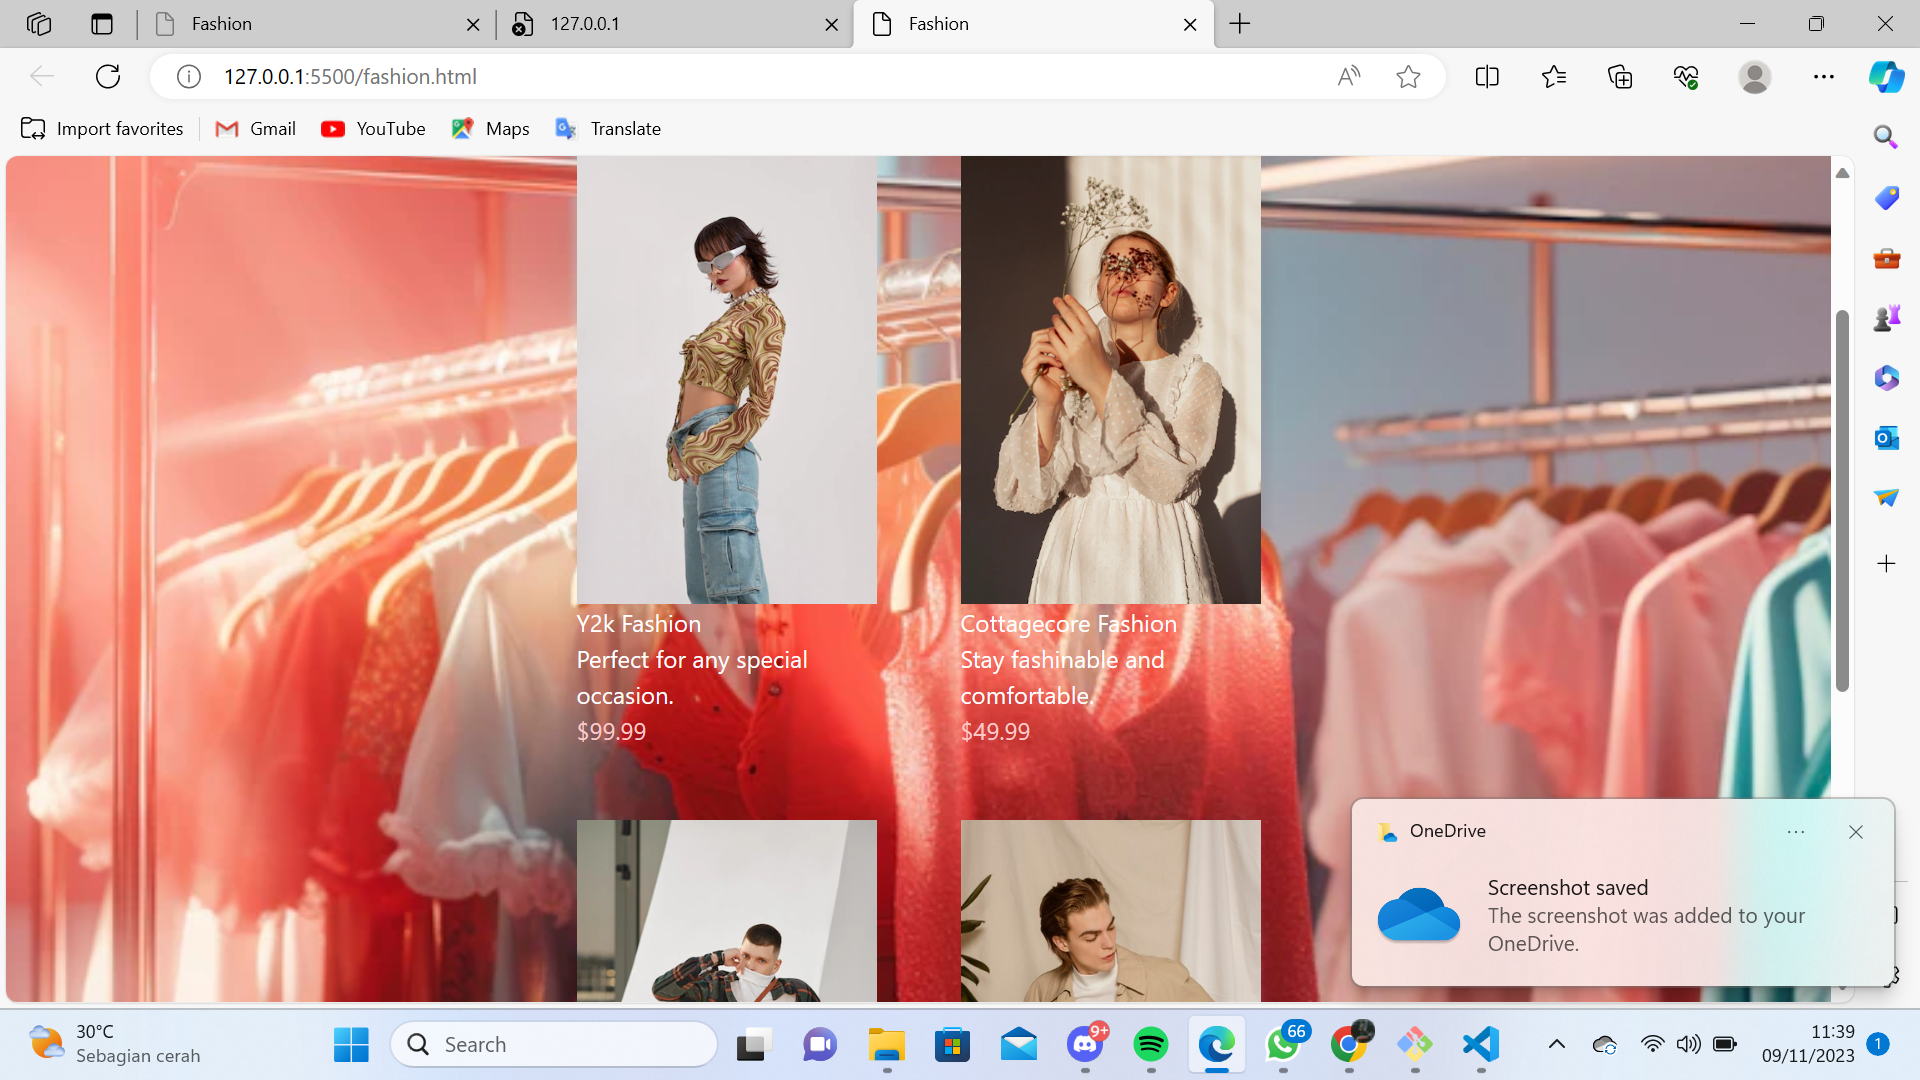 Fashion
127.0.0.1
Fashion
127.0.0.1:5500/fashion.html
Import favorites
Gmail
YouTube
Maps
Translate
Y2k Fashion
Perfect for any special
occasion.
$99.99
Cottagecore Fashion
Stay fashinable and
comfortable.
$49.99
OneDrive
Screenshot saved
The screenshot was added to your
OneDrive.
30°C
Sebagian cerah
Search
9+
66
11:39
09/11/2023
1